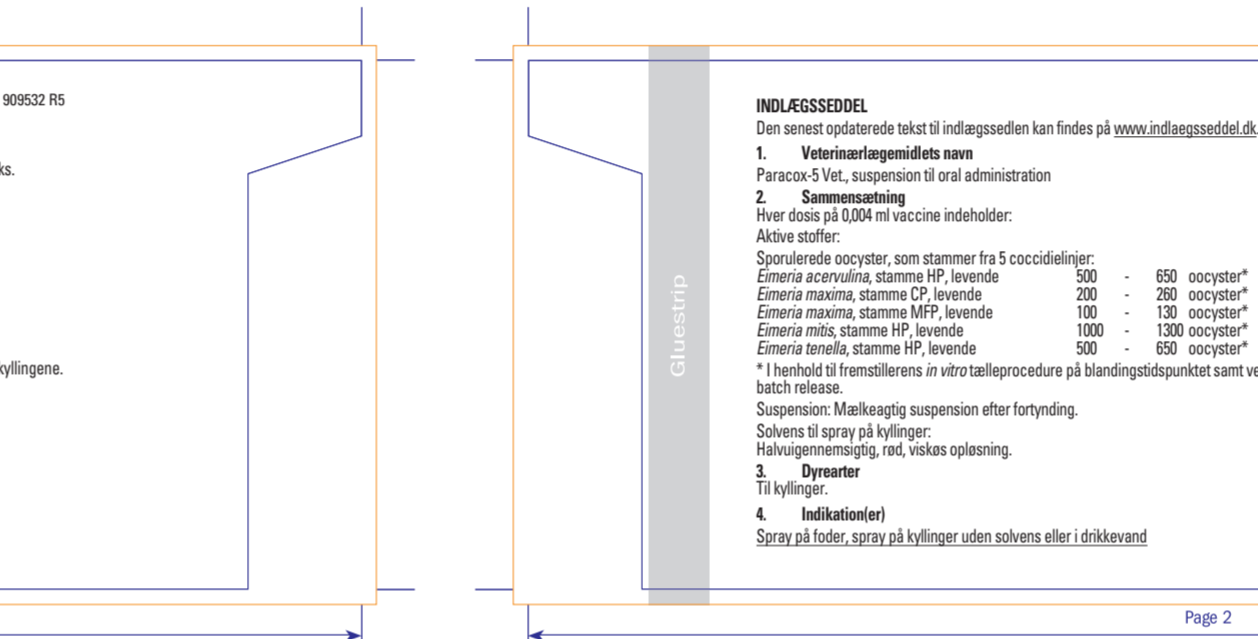 909532 R5
ks.
kyllingene.
Gluestrip
INDLÆGSSEDDEL
Den senest opdaterede tekst til indlægssedlen kan findes på www.indlaegsseddel.dk.
1. Veterinærlægemidlets navn
Paracox-5 Vet., suspension til oral administration
2. Sammensætning
Hver dosis på 0,004 ml vaccine indeholder:
Aktive stoffer:
Sporulerede oocyster, som stammer fra 5 coccidielinjer:
Eimeria acervulina, stamme HP, levende 500 - 650 oocyster*
Eimeria maxima, stamme CP, levende 200 - 260 oocyster*
Eimeria maxima, stamme MFP, levende 100 - 130 oocyster*
Eimeria mitis, stamme HP, levende 1000 - 1300 oocyster*
Eimeria tenella, stamme HP, levende 500 - 650 oocyster*
* I henhold til fremstillerens in vitro tælleprocedure på blandingstidspunktet samt ve
batch release.
Suspension: Mælkeagtig suspension efter fortynding.
Solvens til spray på kyllinger:
Halvuigennemsigtig, rød, viskøs opløsning.
3. Dyrearter
Til kyllinger.
4. Indikation(er)
Spray på foder, spray på kyllinger uden solvens eller i drikkevand
Page 2